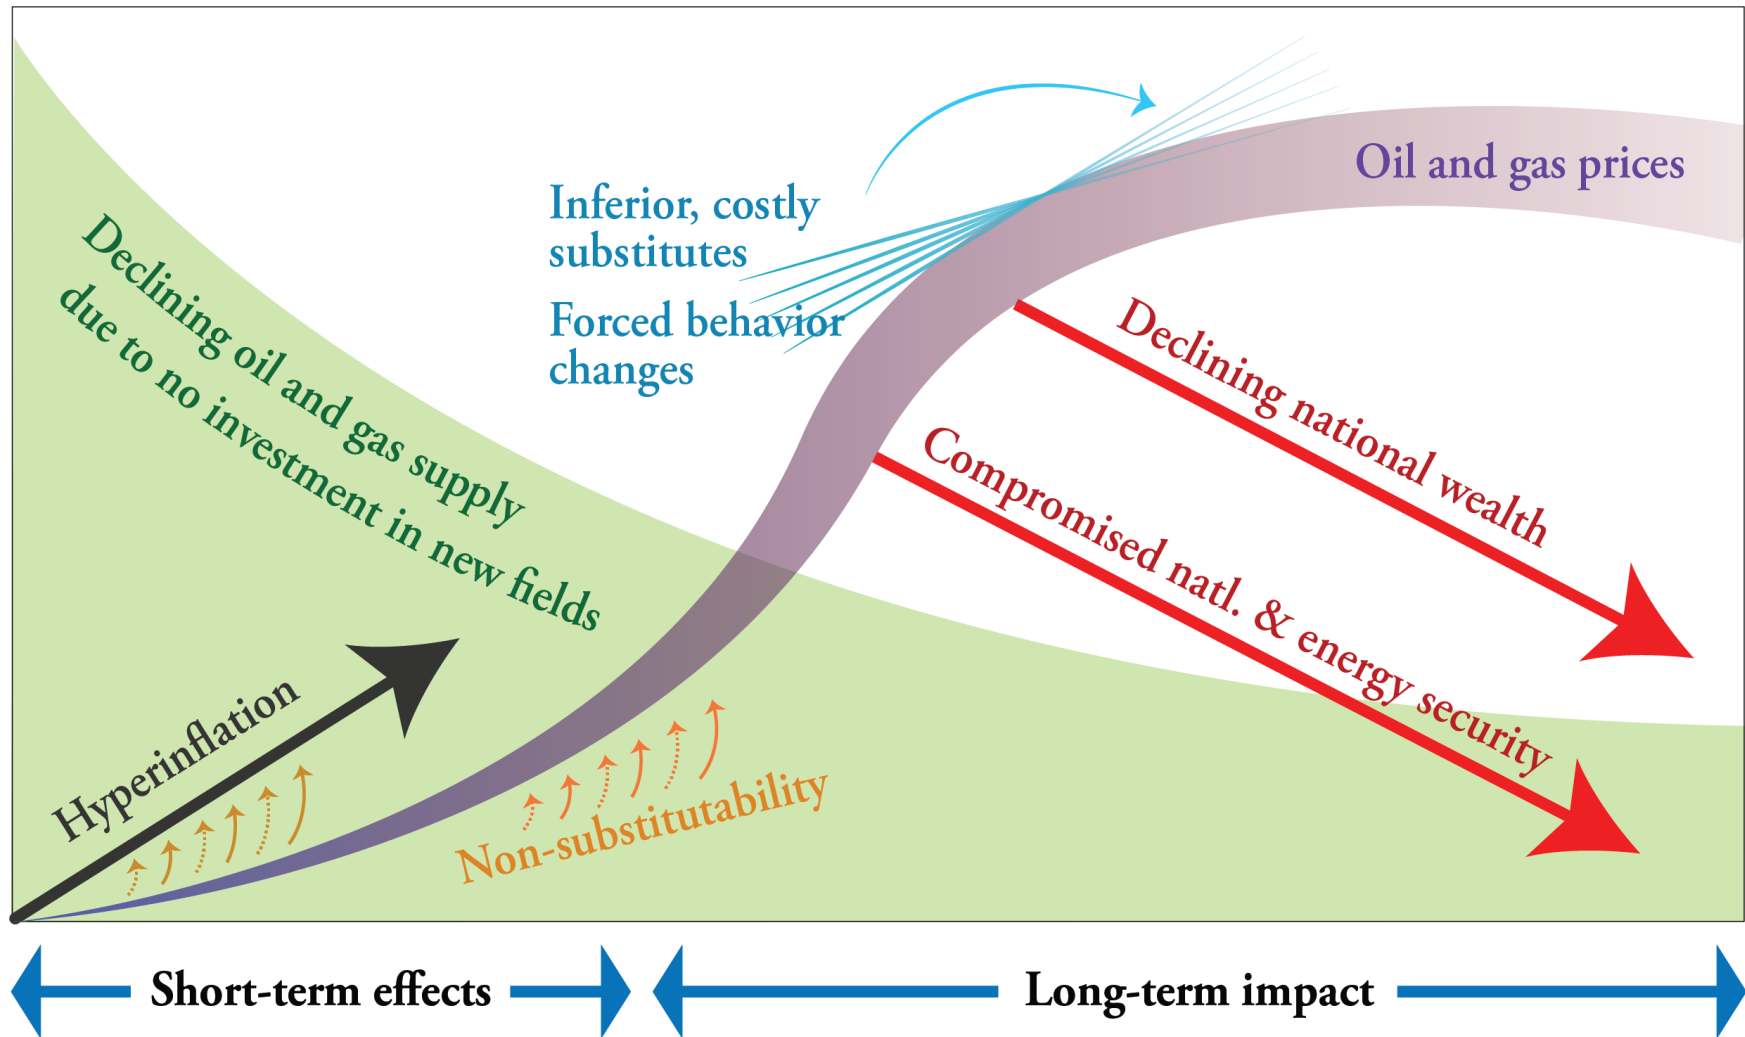 Declining oil and gas supply
due to no investment in new fields
Inferior, costly
substitutes
Forced behavior
changes
Oil and gas prices
Declining national wealth
Compromised natl. & energy security
Hyperinflation
Non-substitutability
Short-term effects
Long-term impact